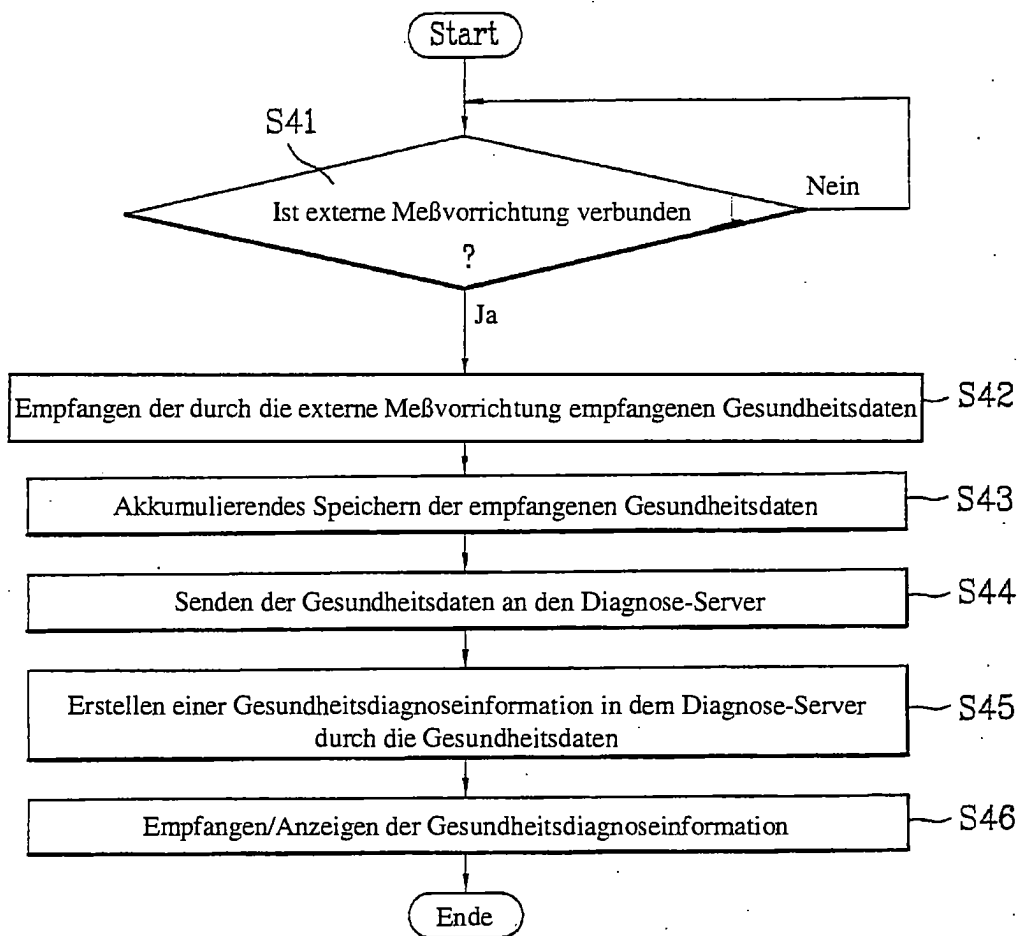 Start
S41
Nein
Ist externe Meßvorrichtung verbunden
?
Ja
Empfangen der durch die externe Meßvorrichtung empfangenen Gesundheitsdaten
S42
Akkumulierendes Speichern der empfangenen Gesundheitsdaten
S43
Senden der Gesundheitsdaten an den Diagnose-Server
S44
Erstellen einer Gesundheitsdiagnoseinformation in dem Diagnose-Server
durch die Gesundheitsdaten
S45
Empfangen/Anzeigen der Gesundheitsdiagnoseinformation
S46
Ende